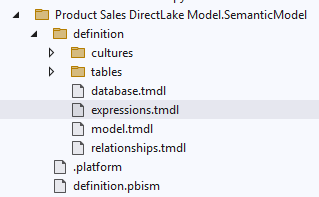 Product Sales DirectLake Model.SemanticModel
definition
cultures
tables
database.tmdl
expressions.tmdl
model.tmdl
relationships.tmdl
.platform
definition.pbism